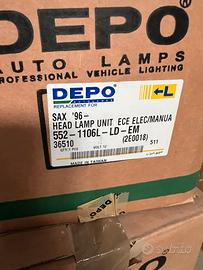 DEPO
AUTO LAMPS
PROFESSIONAL VEHICLE LIGHTING
DEPO
REPLACEMENT FOR
L
SAX '96-
HEAD LAMP UNIT ECE ELEC/MANUA
552-1106L-LD-EM
36510
(2E0018)
511
MADE IN TAIWAN
subito